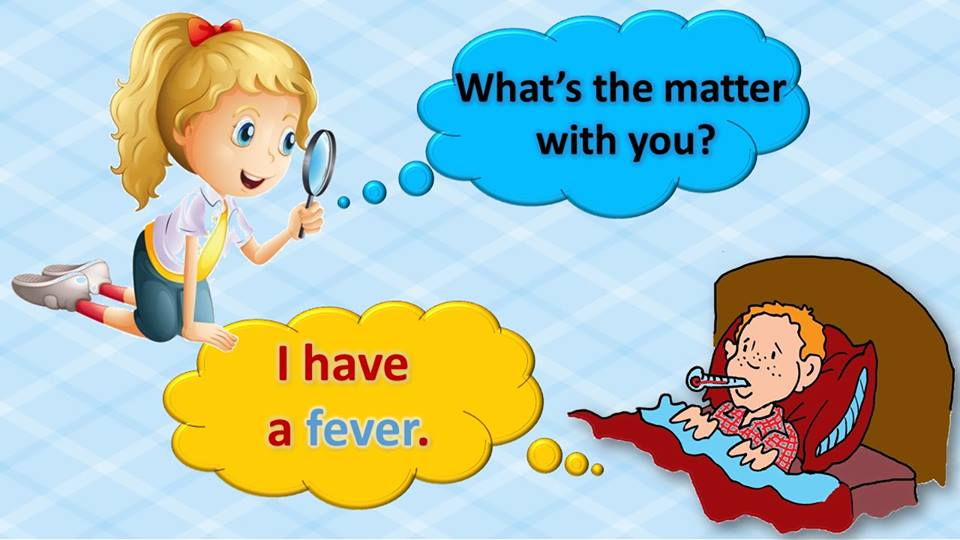 What’s the matter
with you?
I have
a fever.